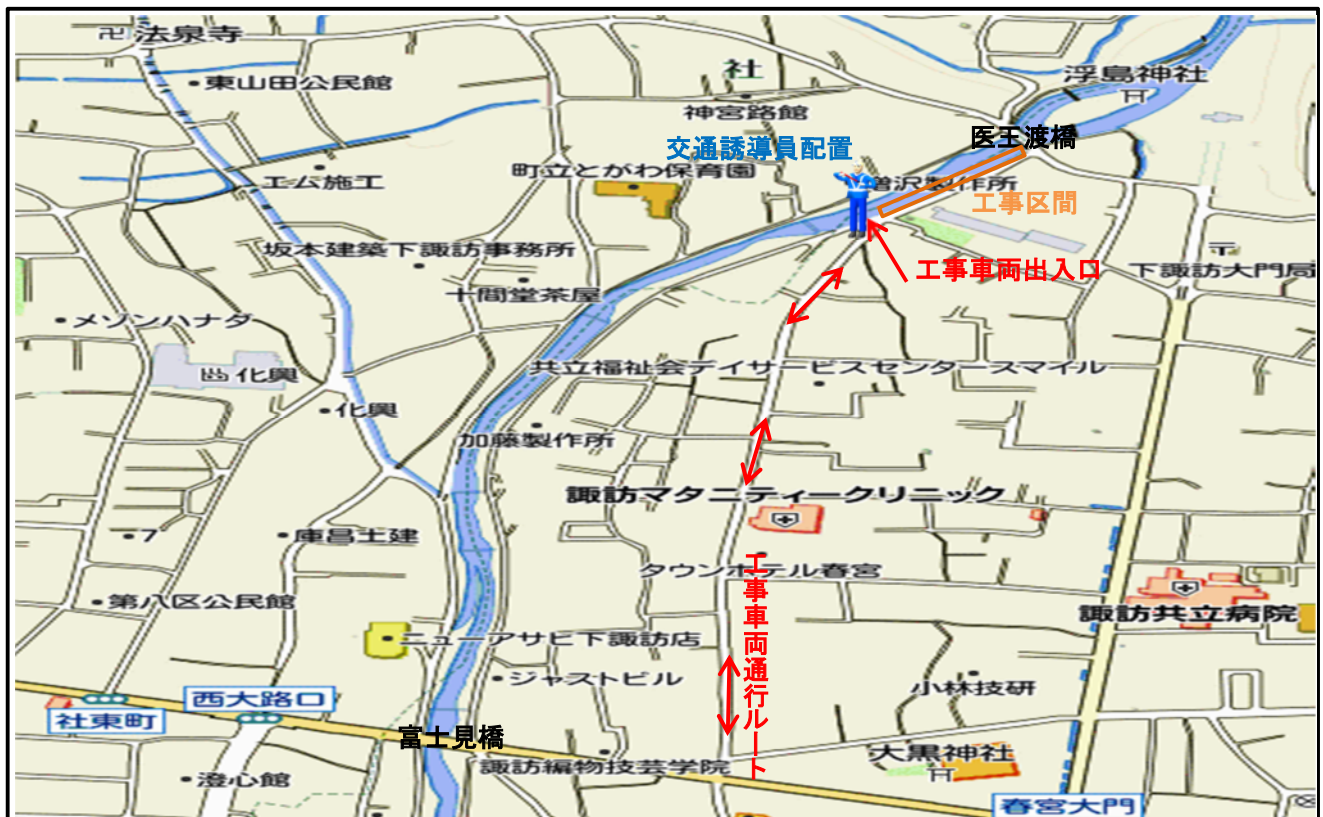 卍法泉寺
東山田公民館
社
浮島神社
神宮路館
医王渡橋
交通誘導員配置
町立とがわ保育園
増沢製作所
エム施工
工事区間
坂本建築下諏訪事務所
工事車両出入口
下諏訪大門局
十間堂茶屋
メゾンハナダ
共立福祉会デイサービスセンタースマイル
化興
化興
加藤製作所
諏訪マタニティークリニック
7
庫昌土建
タウンホテル春宮
工事車両通行ルート
第八区公民館
諏訪共立病院
ニューアサヒ下諏訪店
ジャストビル
小林技研
西大路口
社東町
富士見橋
大黒神社
諏訪編物技芸学院
澄心館
春宮大門